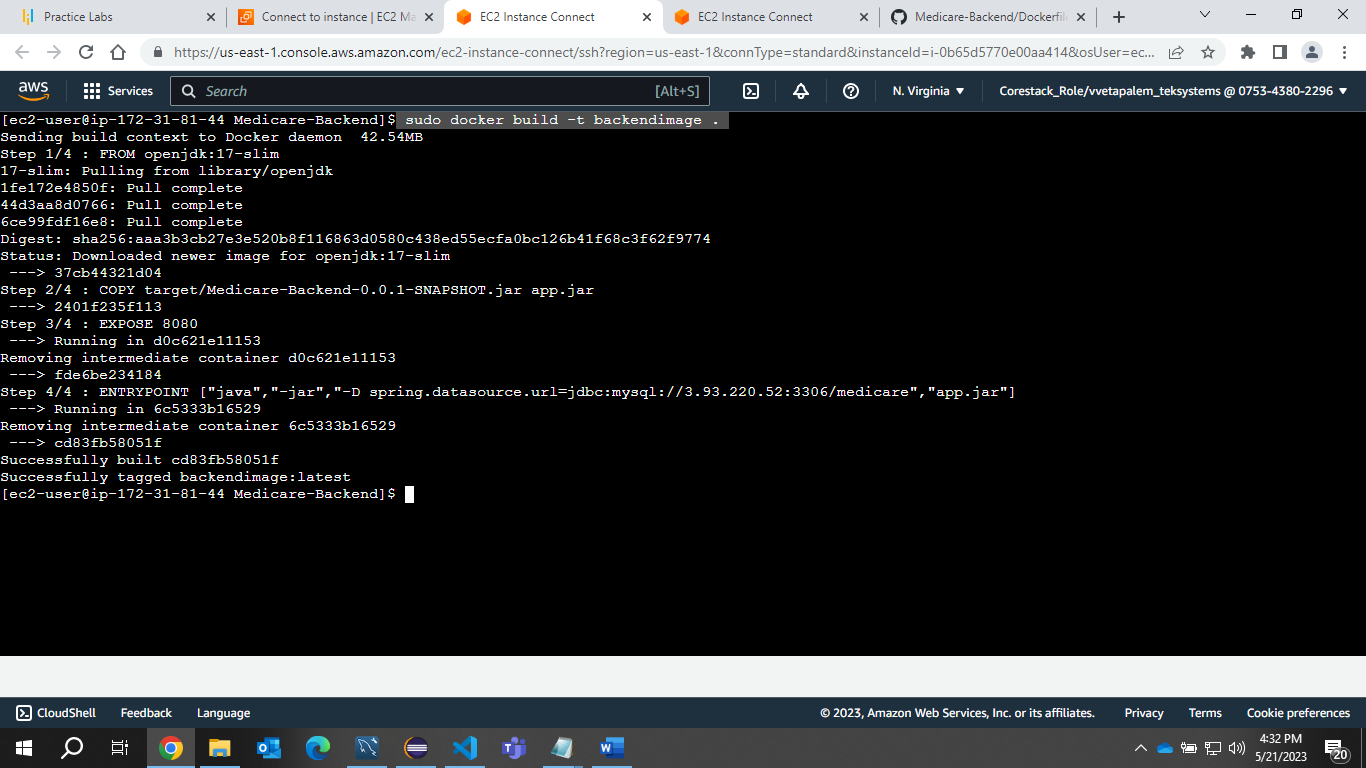 Practice Labs
Connect to instance | EC2 Ma
EC2 Instance Connect
EC2 Instance Connect
Medicare-Backend/Dockerfile
https://us-east-1.console.aws.amazon.com/ec2-instance-connect/ssh?region=us-east-1&connType=standard&instanceId=i-0b65d5770e00aa414&osUser=ec...
aws
Services
Search
[Alt+S]
N. Virginia
Corestack_Role/vvetapalem_teksystems @ 0753-4380-2296
[ec2-user@ip-172-31-81-44 Medicare-Backend]$ sudo docker build -t backendimage .
Sending build context to Docker daemon  42.54MB
Step 1/4 : FROM openjdk:17-slim
17-slim: Pulling from library/openjdk
1fe172e4850f: Pull complete
44d3aa8d0766: Pull complete
6ce99fdf16e8: Pull complete
Digest: sha256:aaa3b3cb27e3e520b8f116863d0580c438ed55ecfa0bc126b41f68c3f62f9774
Status: Downloaded newer image for openjdk:17-slim
 ---> 37cb44321d04
Step 2/4 : COPY target/Medicare-Backend-0.0.1-SNAPSHOT.jar app.jar
 ---> 2401f235f113
Step 3/4 : EXPOSE 8080
 ---> Running in d0c621e11153
Removing intermediate container d0c621e11153
 ---> fde6be234184
Step 4/4 : ENTRYPOINT ["java","-jar","-D spring.datasource.url=jdbc:mysql://3.93.220.52:3306/medicare","app.jar"]
 ---> Running in 6c5333b16529
Removing intermediate container 6c5333b16529
 ---> cd83fb58051f
Successfully built cd83fb58051f
Successfully tagged backendimage:latest
[ec2-user@ip-172-31-81-44 Medicare-Backend]$
CloudShell
Feedback
Language
© 2023, Amazon Web Services, Inc. or its affiliates.
Privacy
Terms
Cookie preferences
4:32 PM
5/21/2023
20